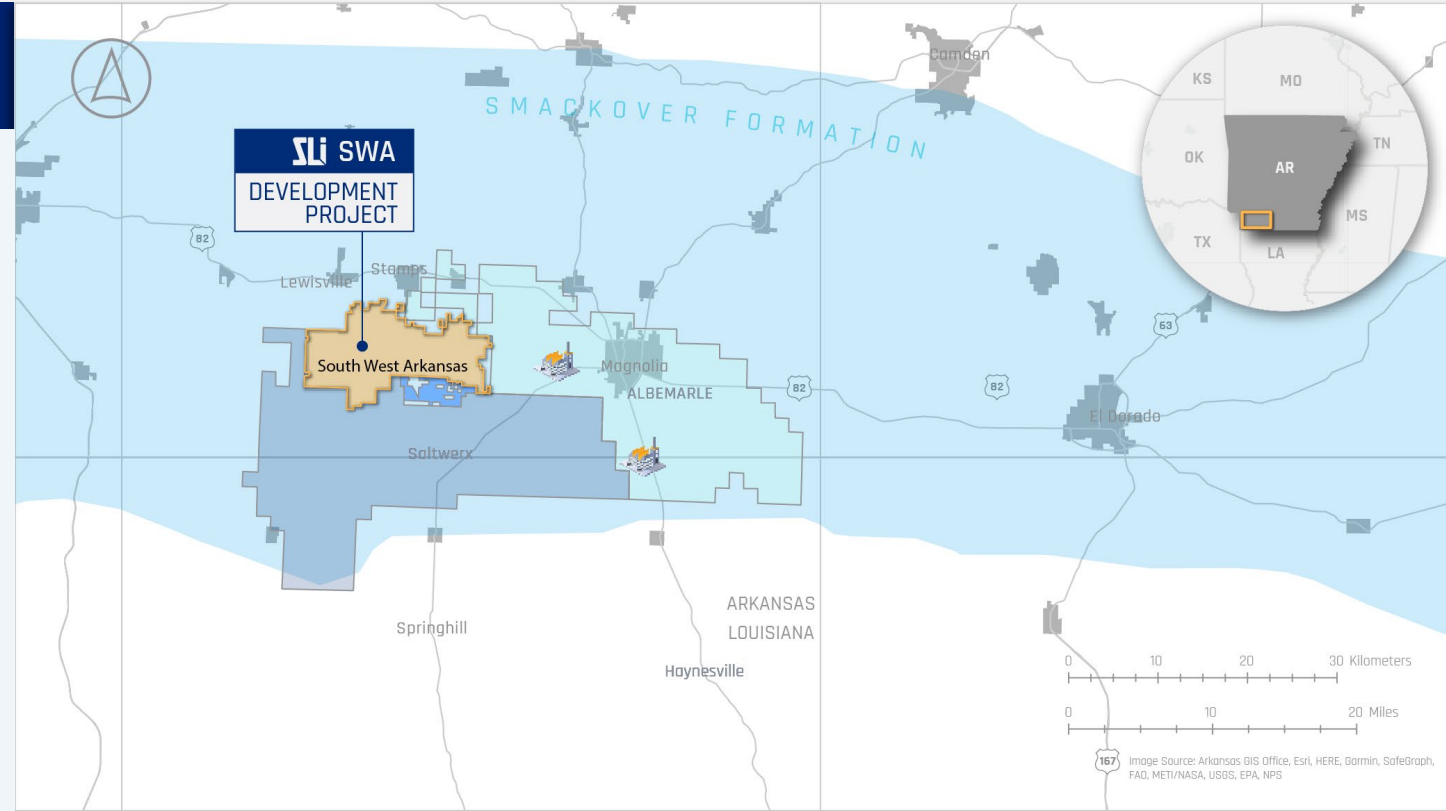 Camden
SMACKOVER FORMATION
KS
MO
OK
AR
TN
MS
TX
LA
SLi SWA
DEVELOPMENT
PROJECT
82
Lewisville
Stamps
63
South West Arkansas
Magnolia
ALBEMARLE
82
82
El Dorado
Saltwerx
ARKANSAS
LOUISIANA
Springhill
Haynesville
0 10 20 30 Kilometers
0 10 20 Miles
167
Image Source: Arkansas GIS Office, Esri, HERE, Garmin, SafeGraph,
FAO, METI/NASA, USGS, EPA, NPS